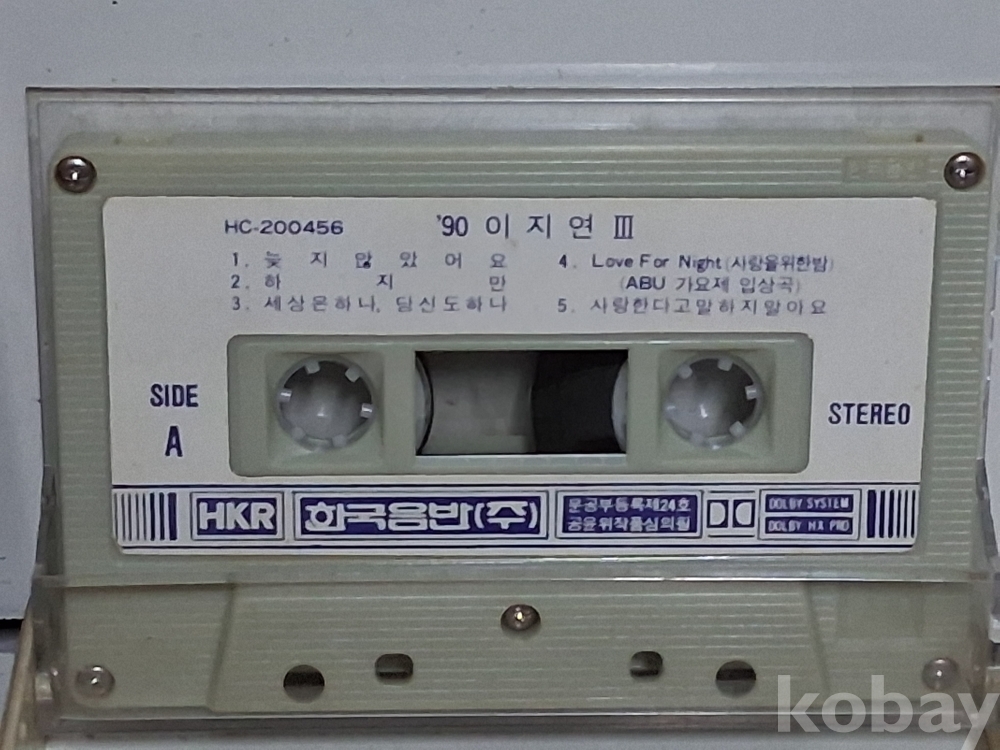 HC-200456 '90 이지연 Ⅲ
1. 늦지않았어요
2. 하지만
3. 세상은하나, 당신도하나
4. Love For Night (사랑을위한밤)
(ABU 가요제 입상곡)
5. 사랑한다고말하지말아요
SIDE
A
STEREO
HKR 한국음반(주)
문공부등록제24호
공윤위작품심의필
DOLBY SYSTEM
DOLBY HX PRO
kobay